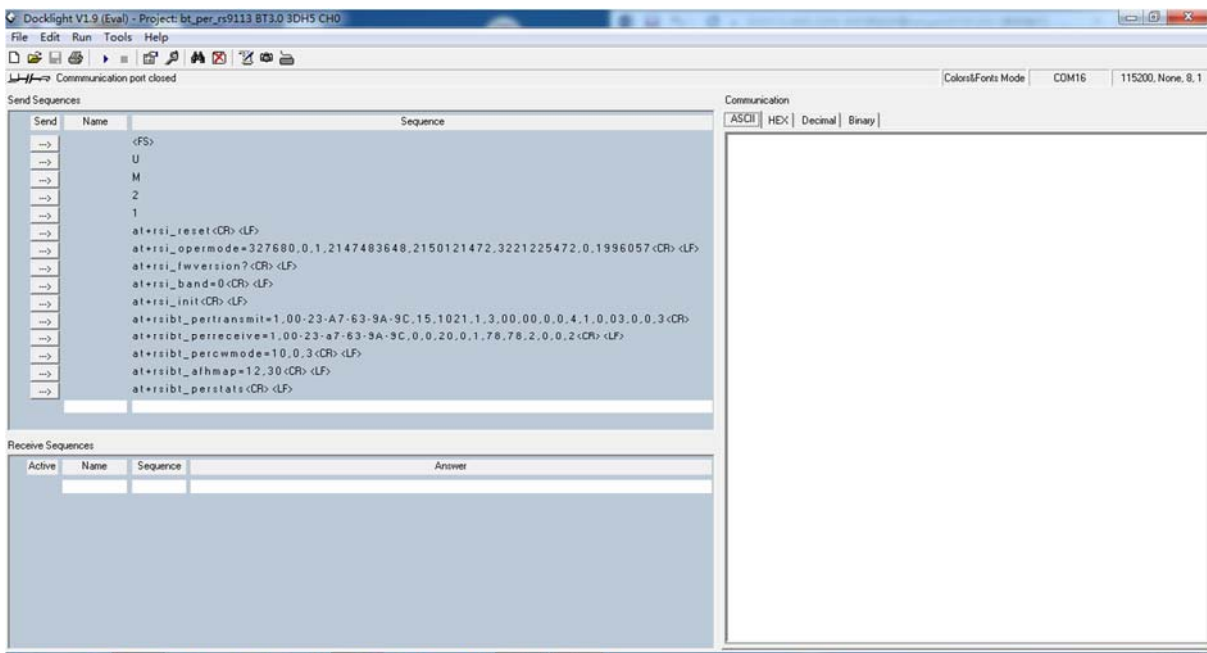 Docklight V1.9 (Eval) - Project: bt_per_rs9113 BT3.0 3DH5 CH0
File Edit Run Tools Help
Commmunication port closed
Colors&Fonts Mode COM16 115200, None, 8, 1
Send Sequences
Send Name Sequence
---> <FS>
---> U
---> M
---> 2
---> 1
---> at+rsi_reset<CR><LF>
---> at+rsi_opermode=327680,0,1,2147483648,2150121472,3221225472,0,1996057<CR><LF>
---> at+rsi_fwversion?<CR><LF>
---> at+rsi_band=0<CR><LF>
---> at+rsi_init<CR><LF>
---> at+rsibt_pertransmit=1,00-23-A7-63-9A-9C,15,1021,1,3,00,00,0,0,4,1,0,03,0,0,3<CR>
---> at+rsibt_perreceive=1,00-23-a7-63-9A-9C,0,0,20,0,1,78,78,2,0,0,2<CR><LF>
---> at+rsibt_percwmode=10,0,3<CR><LF>
---> at+rsibt_afhmap=12,30<CR><LF>
---> at+rsibt_perstats<CR><LF>
Receive Sequences
Active Name Sequence Answer
Communication
ASCII HEX Decimal Binary